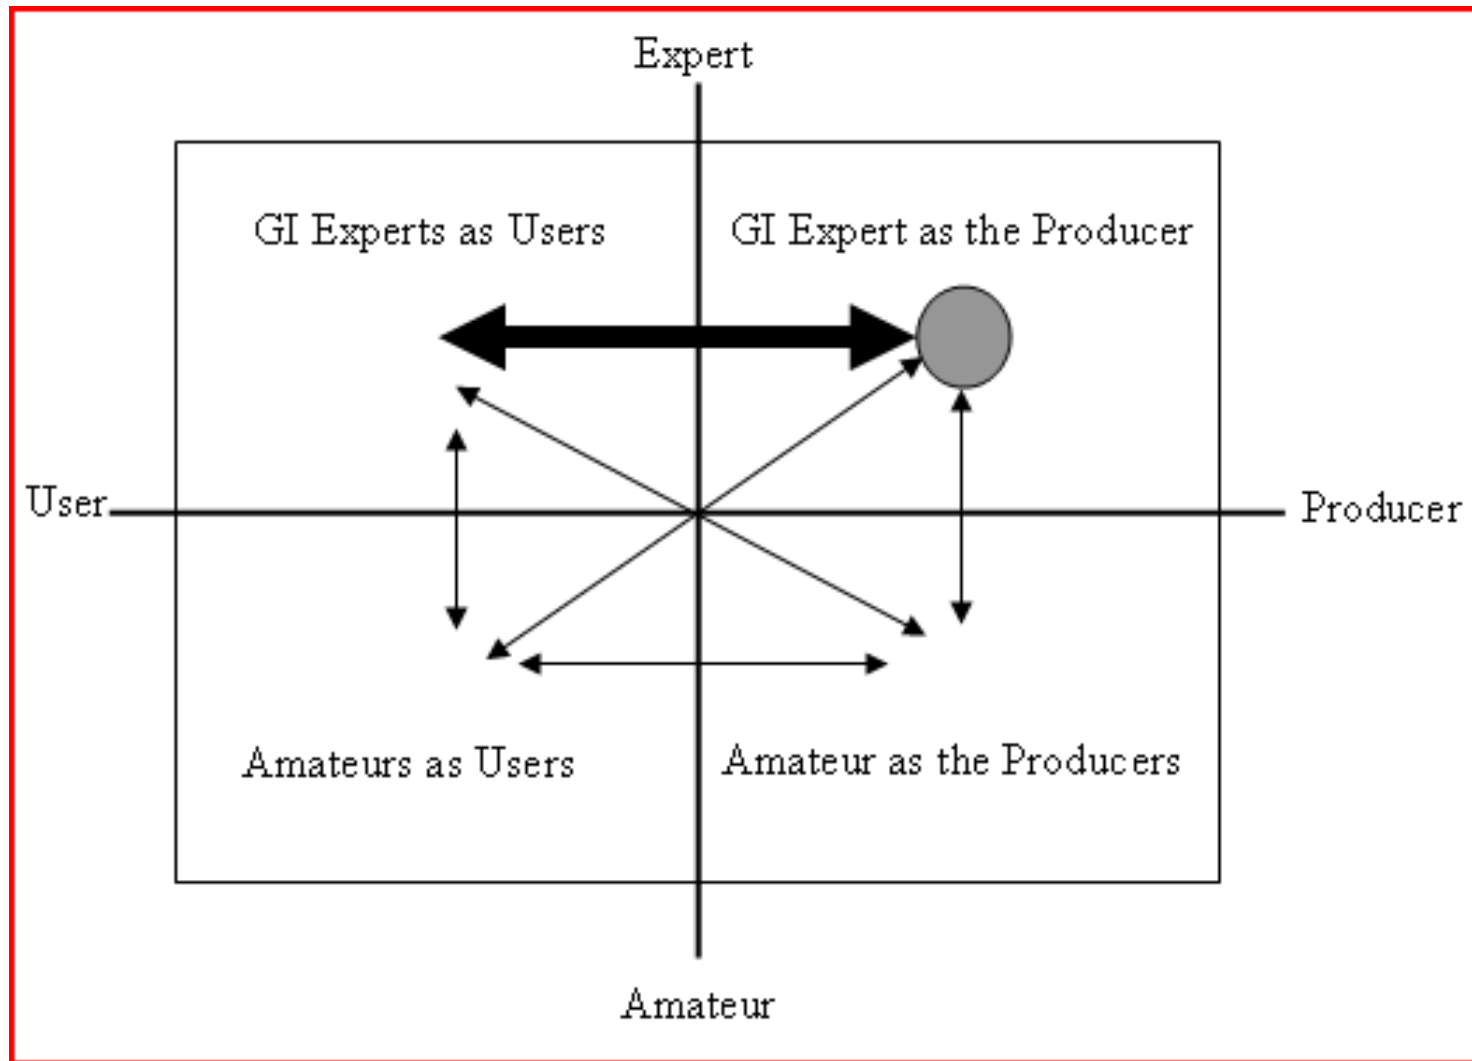 Expert
GI Experts as Users
GI Expert as the Producer
User
Producer
Amateurs as Users
Amateur as the Producers
Amateur